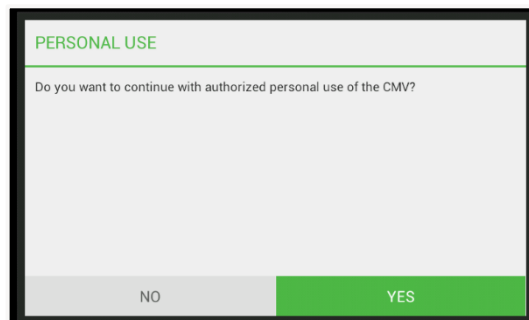 PERSONAL USE
Do you want to continue with authorized personal use of the CMV?
NO
YES